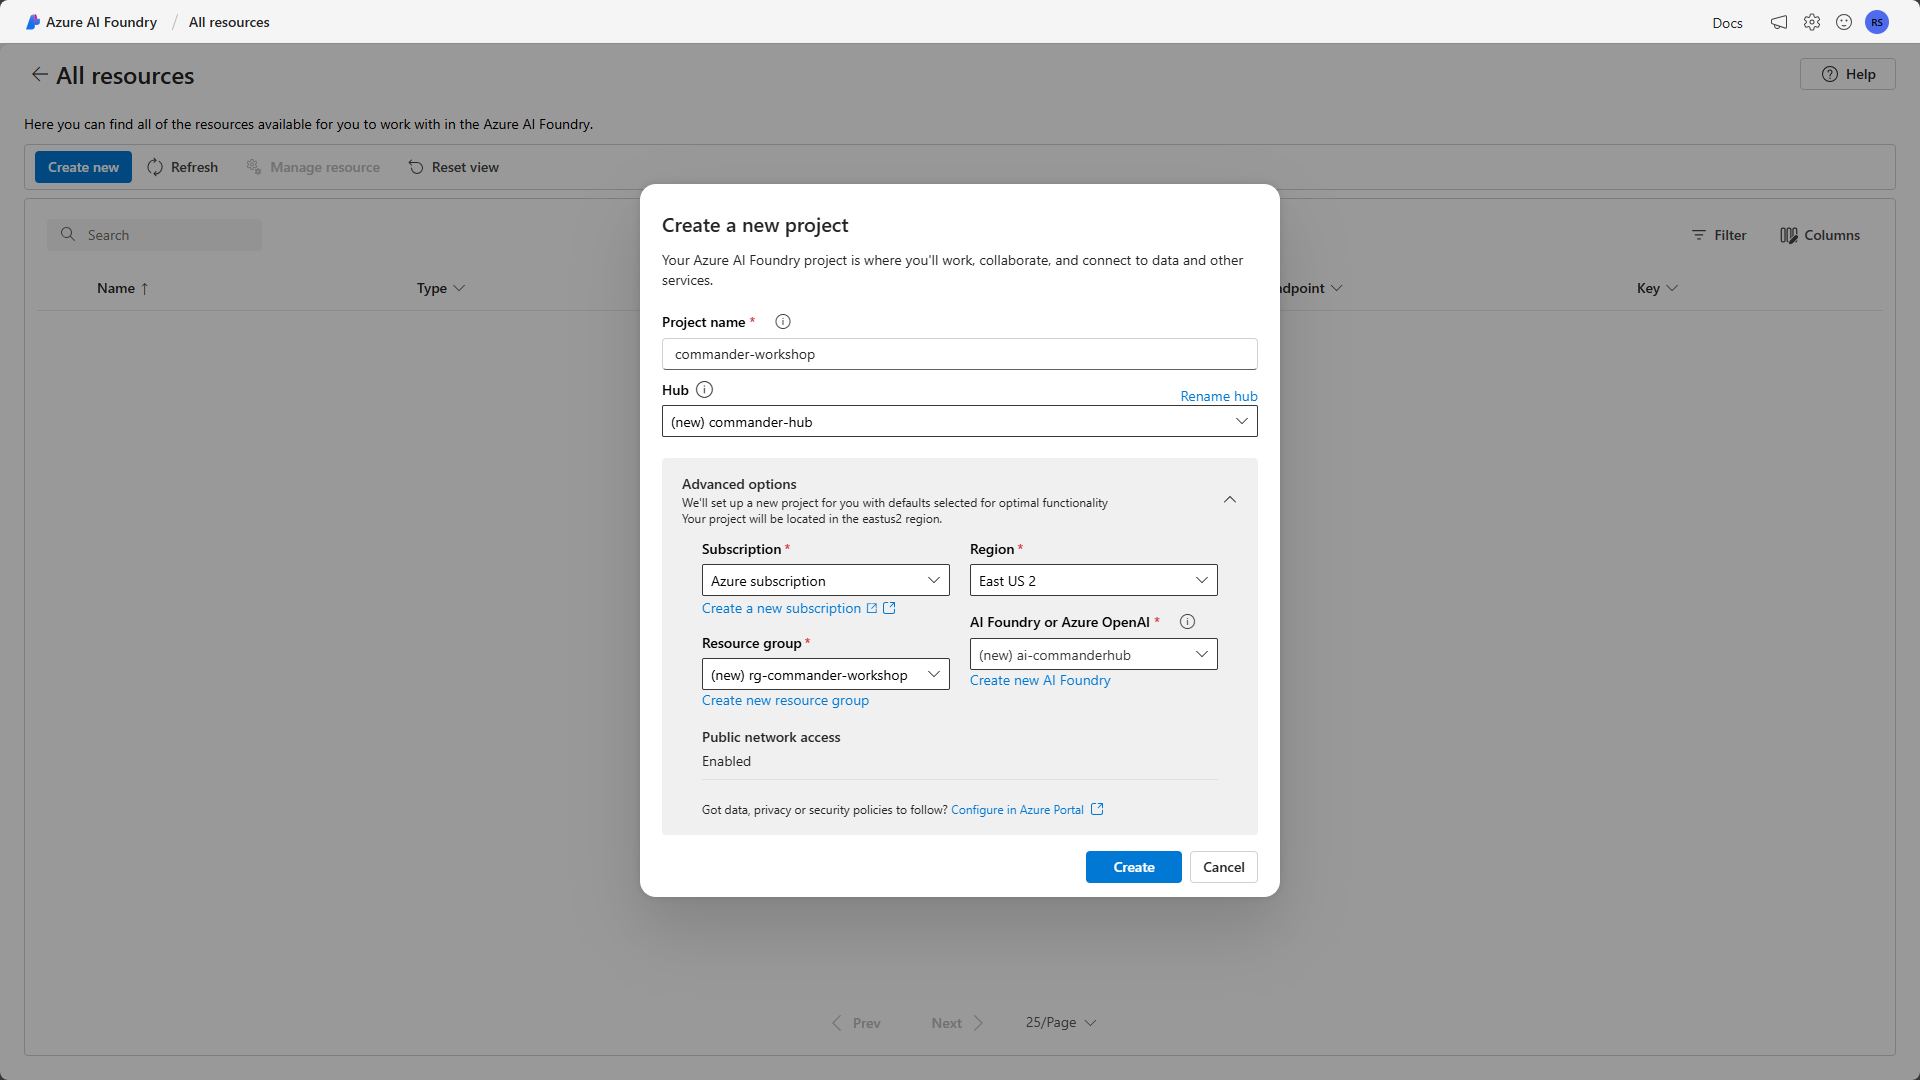 Azure AI Foundry / All resources
Docs
RS
All resources
Help
Here you can find all of the resources available for you to work with in the Azure AI Foundry.
Create new
Refresh
Manage resource
Reset view
Search
Filter
Columns
Name
Type
dpoint
Key
Create a new project
Your Azure AI Foundry project is where you'll work, collaborate, and connect to data and other
services.
Project name *
commander-workshop
Hub
Rename hub
(new) commander-hub
Advanced options
We'll set up a new project for you with defaults selected for optimal functionality
Your project will be located in the eastus2 region.
Subscription *
Azure subscription
Create a new subscription
Region *
East US 2
Resource group *
(new) rg-commander-workshop
Create new resource group
AI Foundry or Azure OpenAI *
(new) ai-commanderhub
Create new AI Foundry
Public network access
Enabled
Got data, privacy or security policies to follow? Configure in Azure Portal
Create
Cancel
Prev
Next
25/Page